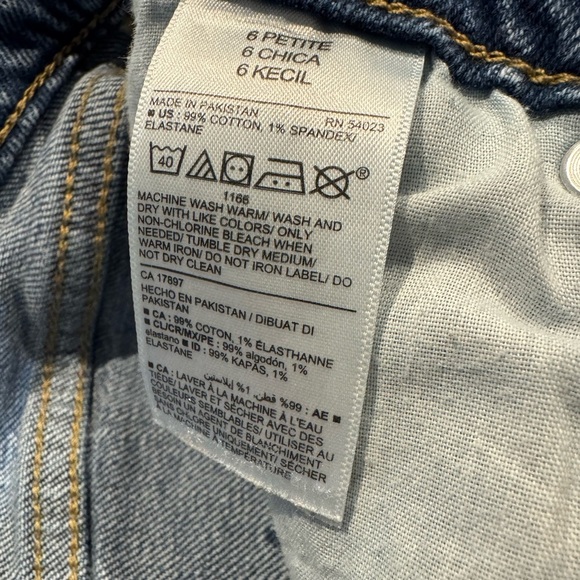 6 PETITE
6 CHICA
6 KECIL
MADE IN PAKISTAN RN 54023
■ US : 99% COTTON, 1% SPANDEX/
ELASTANE
40 ®
1166
MACHINE WASH WARM/ WASH AND
DRY WITH LIKE COLORS/ ONLY
NON-CHLORINE BLEACH WHEN
NEEDED/ TUMBLE DRY MEDIUM/
WARM IRON/ DO NOT IRON LABEL/ DO
NOT DRY CLEAN
CA 17897
HECHO EN PAKISTAN / DIBUAT DI
PAKISTAN
■ CA : 99% COTON, 1% ÉLASTHANNE
■ CL/CR/MX/PE : 99% algodón, 1%
elastano ■ ID : 99% KAPAS, 1%
ELASTANE
■ AE : 99% قطن، 1% إيلاستين
■ CA : LAVER À LA MACHINE À L'EAU
TIÈDE/ LAVER ET SÉCHER AVEC DES
COULEURS SEMBLABLES/ UTILISER AU
BESOIN UN AGENT DE BLANCHIMENT
SANS CHLORE UNIQUEMENT/ SÉCHER
À LA MACHINE À TEMPÉRATURE